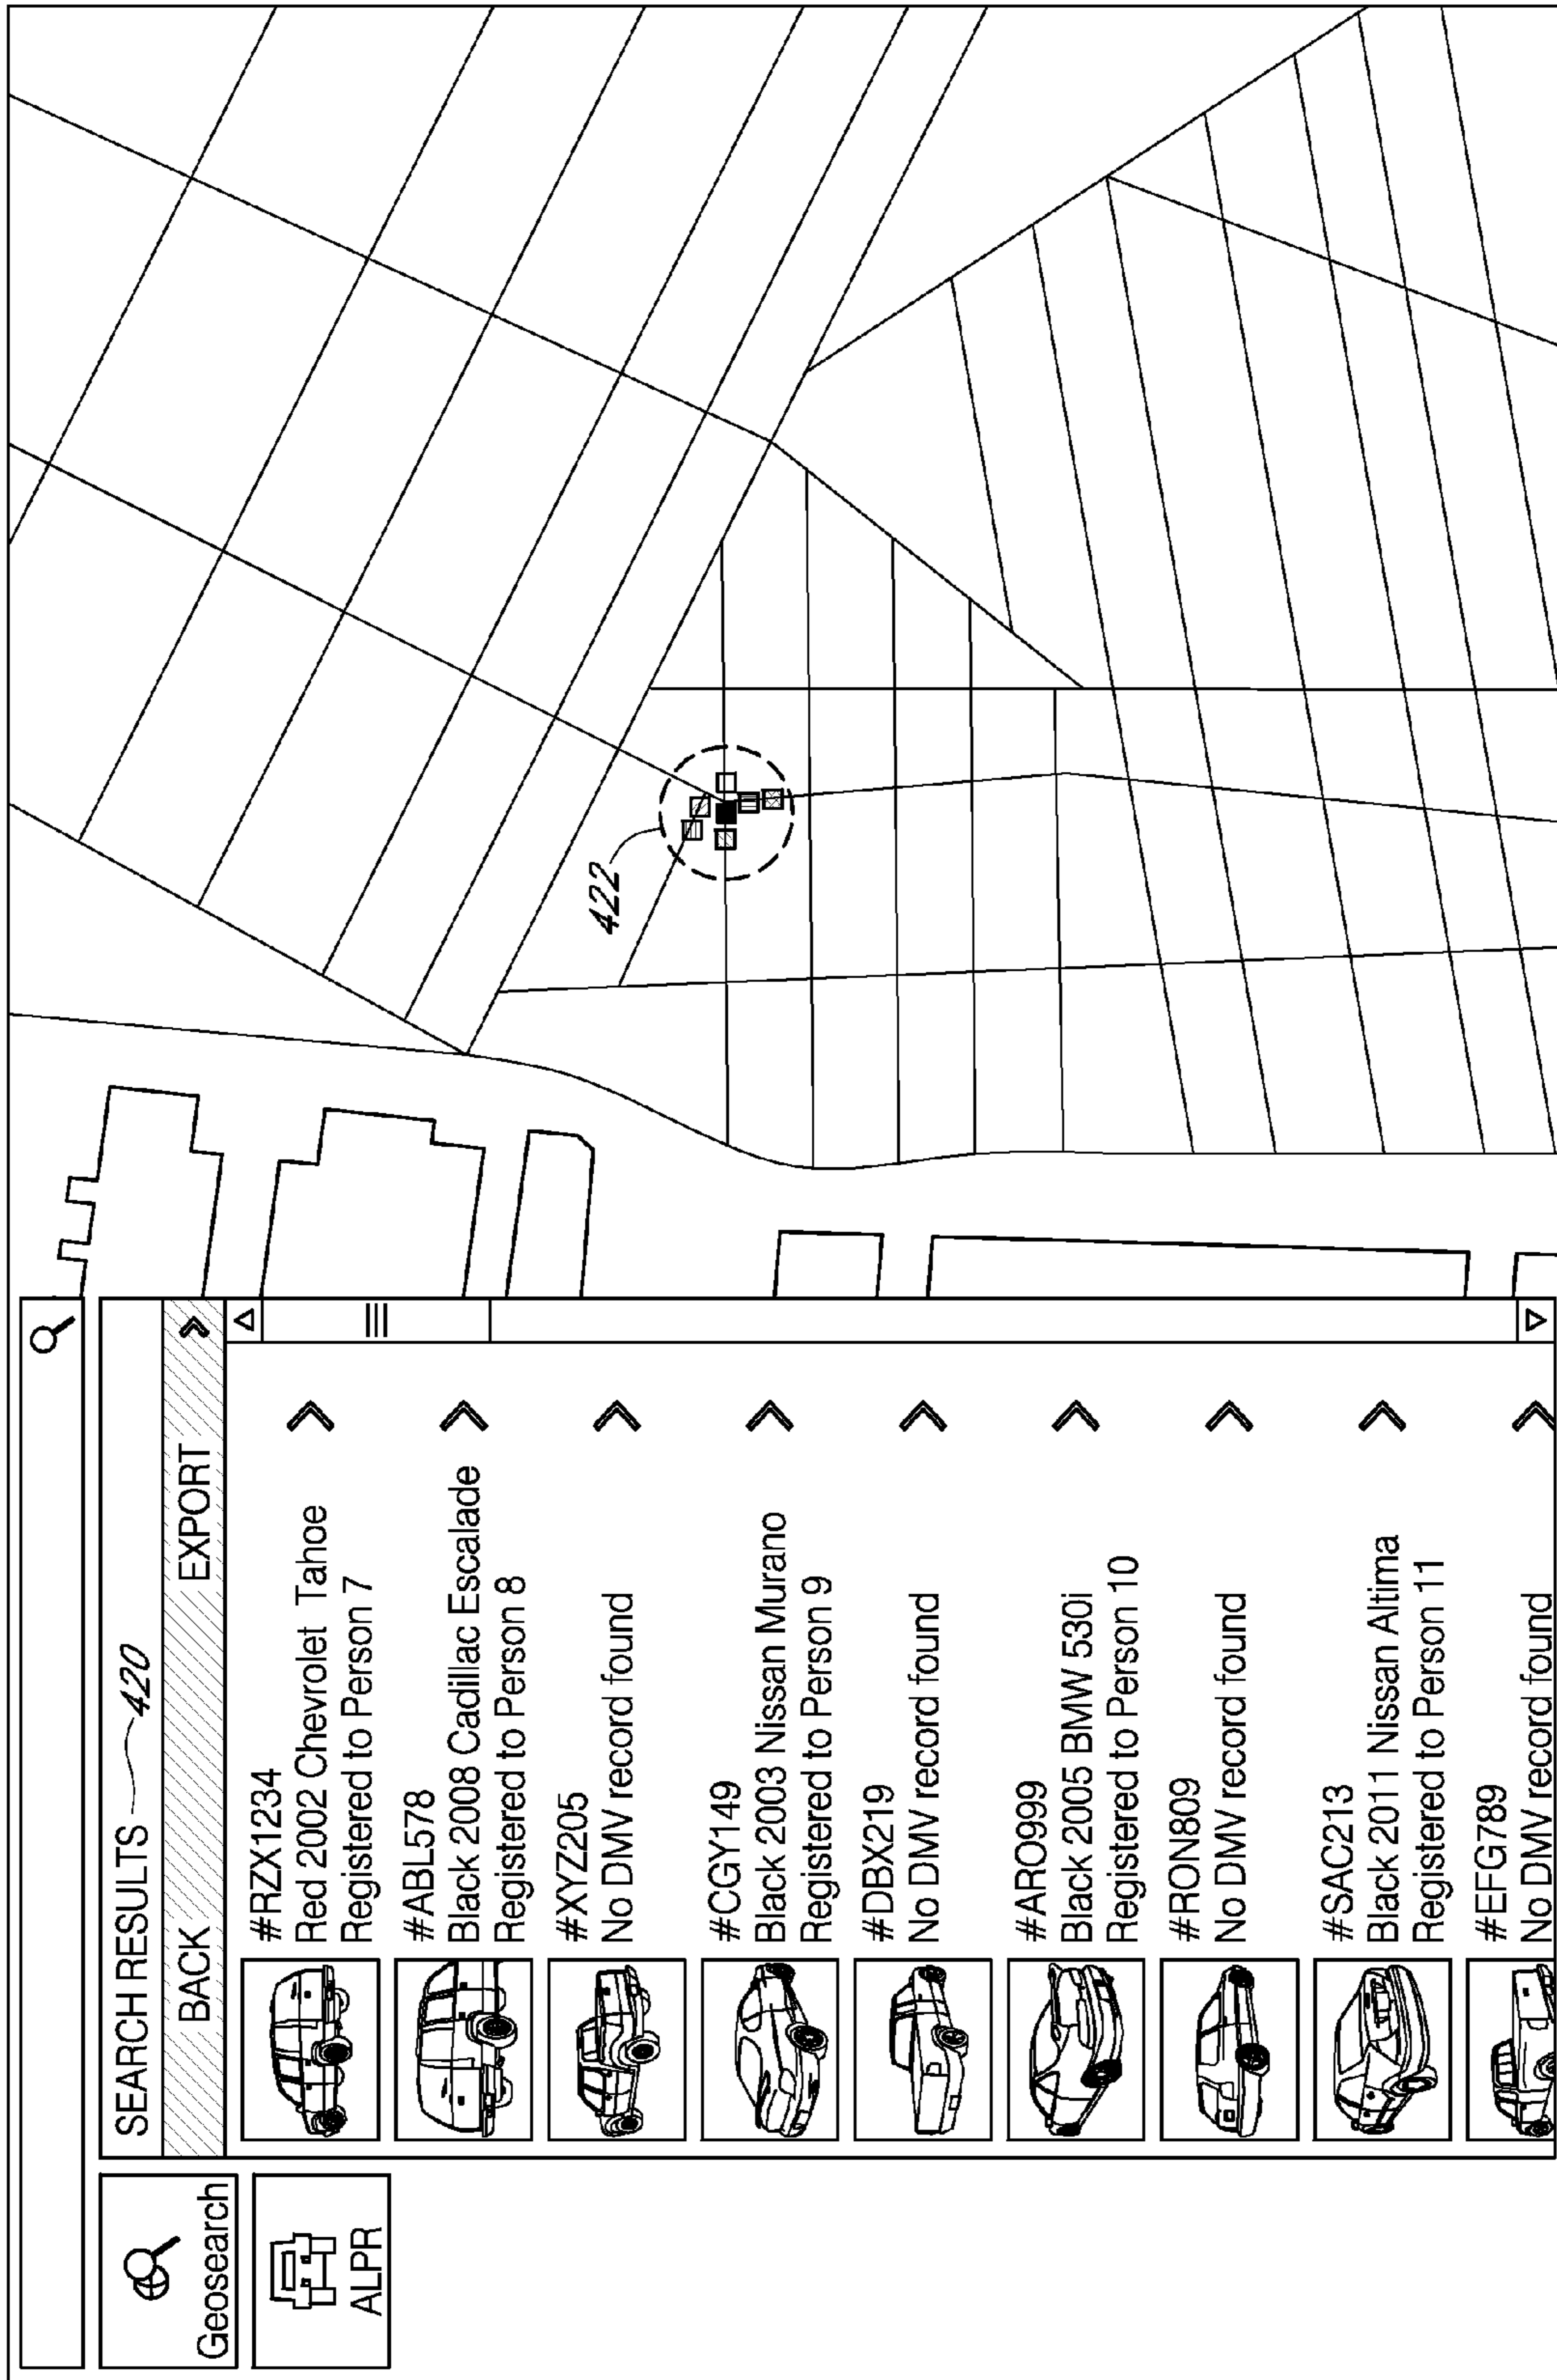 Geosearch
ALPR
SEARCH RESULTS 420
BACK EXPORT
#RZX1234
Red 2002 Chevrolet Tahoe
Registered to Person 7
#ABL578
Black 2008 Cadillac Escalade
Registered to Person 8
#XYZ205
No DMV record found
#CGY149
Black 2003 Nissan Murano
Registered to Person 9
#DBX219
No DMV record found
#ARO999
Black 2005 BMW 530i
Registered to Person 10
#RON809
No DMV record found
#SAC213
Black 2011 Nissan Altima
Registered to Person 11
#EFG789
No DMV record found
422